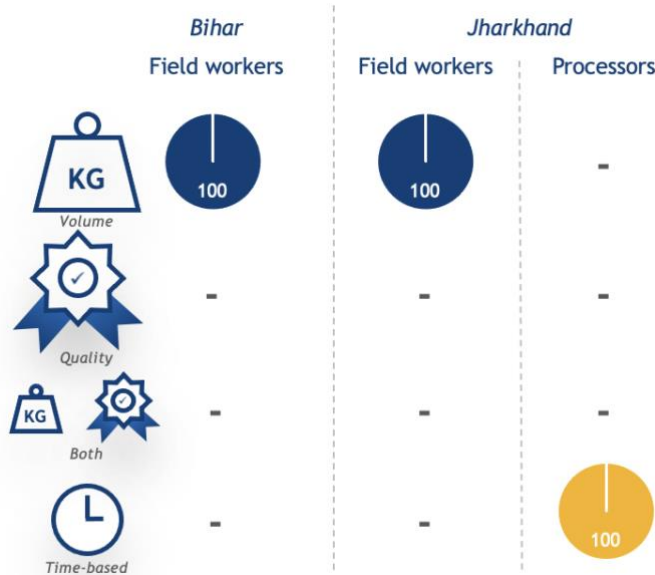 Bihar
Jharkhand
Field workers
Field workers
Processors
KG
Volume
100
100
-
Quality
-
-
-
KG
Both
-
-
-
Time-based
-
-
100